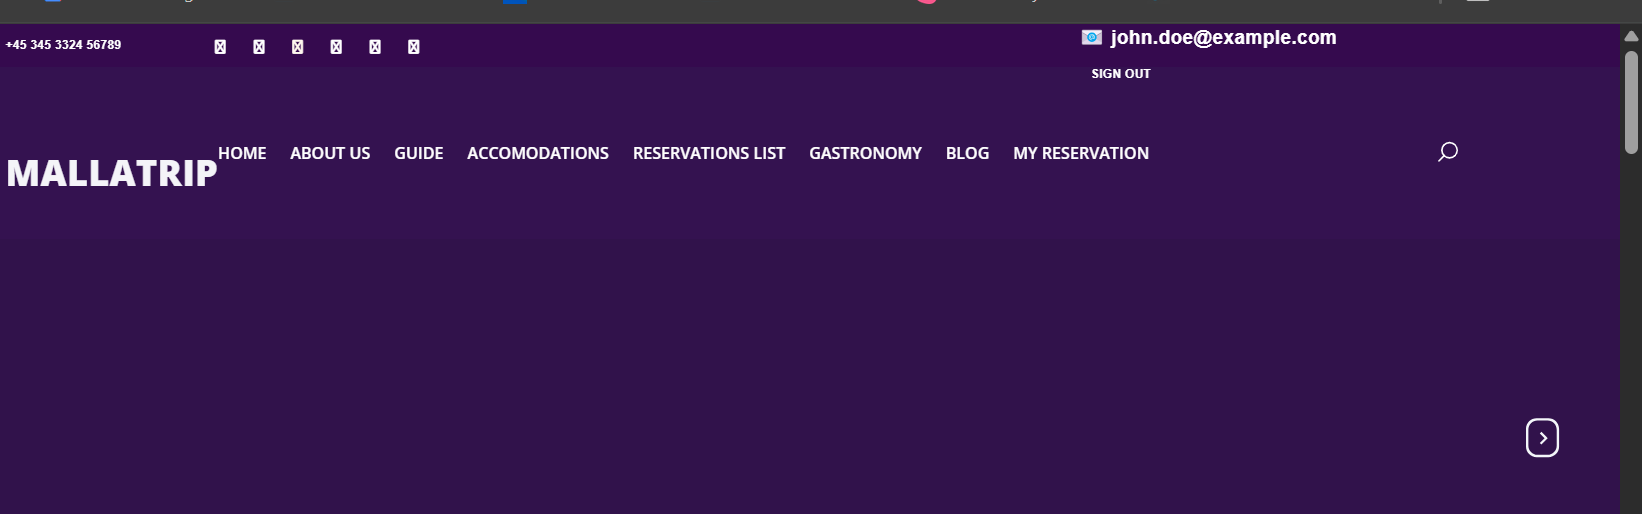 +45 345 3324 56789
john.doe@example.com
SIGN OUT
MALLATRIP
HOME ABOUT US GUIDE ACCOMODATIONS RESERVATIONS LIST GASTRONOMY BLOG MY RESERVATION